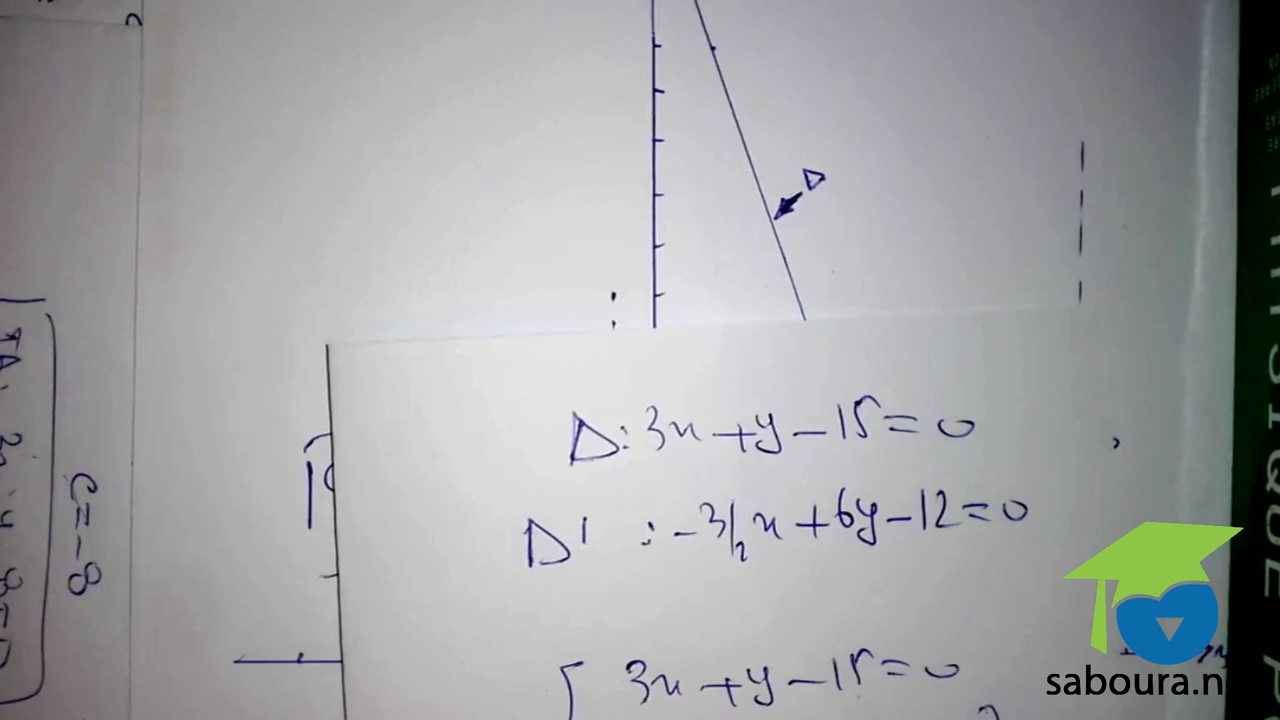 Δ
Δ: 3x + y - 15 = 0
Δ' : - 3/2 x + 6y - 12 = 0
3x + y - 15 = 0
c = -8
saboura.n